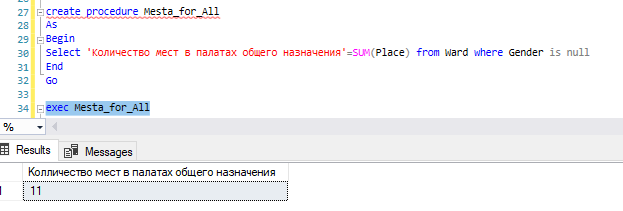 27 create procedure Mesta_for_All
28 As
29 Begin
30 Select 'Количество мест в палатах общего назначения'=SUM(Place) from Ward where Gender is null
31 End
32 Go
33
34 exec Mesta_for_All
%
Results Messages
Колличество мест в палатах общего назначения
11